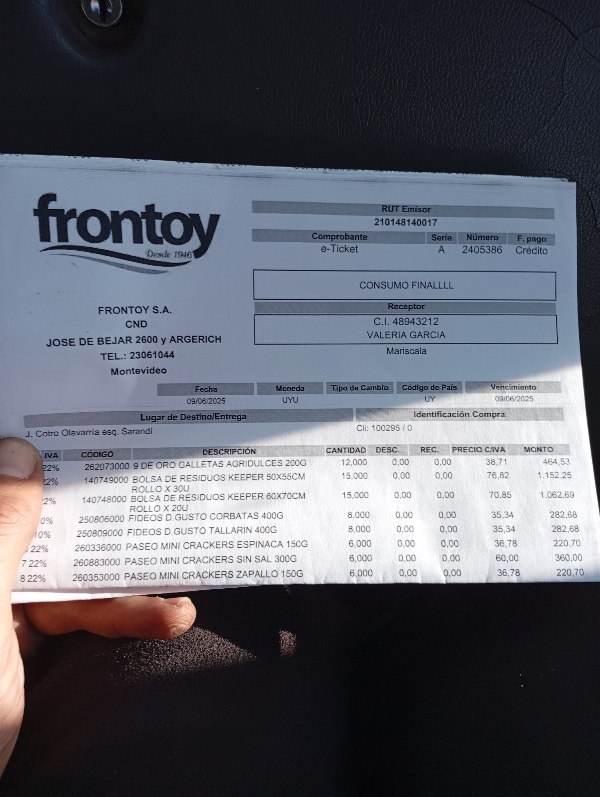 frontoy
Desde 1946
FRONTOY S.A.
CND
JOSE DE BEJAR 2600 y ARGERICH
TEL.: 23061044
Montevideo
RUT Emisor
210148140017
Comprobante Serie Número F. pago
e-Ticket A 2405386 Crédito
CONSUMO FINALLLL
Receptor
C.I. 48943212
VALERIA GARCIA
Mariscala
Fecha Moneda Tipo de Cambio Código de País Vencimiento
09/06/2025 UYU UY 09/06/2025
Lugar de Destino/Entrega Identificación Compra
J. Cotro Olavarria esq. Sarandi Cli: 100295 / 0
IVA CÓDIGO DESCRIPCIÓN CANTIDAD DESC. REC. PRECIO C/IVA MONTO
22% 262073000 9 DE ORO GALLETAS AGRIDULCES 200G 12,000 0,00 0,00 38,71 464,53
2% 140749000 BOLSA DE RESIDUOS KEEPER 50X55CM 15,000 0,00 0,00 76,82 1.152,25
ROLLO X 30U
2% 140748000 BOLSA DE RESIDUOS KEEPER 60X70CM 15,000 0,00 0,00 70,85 1.062,69
ROLLO X 20U
0% 250806000 FIDEOS D.GUSTO CORBATAS 400G 8,000 0,00 0,00 35,34 282,68
10% 250809000 FIDEOS D.GUSTO TALLARIN 400G 8,000 0,00 0,00 35,34 282,68
22% 260336000 PASEO MINI CRACKERS ESPINACA 150G 6,000 0,00 0,00 36,78 220,70
7 22% 260883000 PASEO MINI CRACKERS SIN SAL 300G 6,000 0,00 0,00 60,00 360,00
8 22% 260353000 PASEO MINI CRACKERS ZAPALLO 150G 6,000 0,00 0,00 36,78 220,70